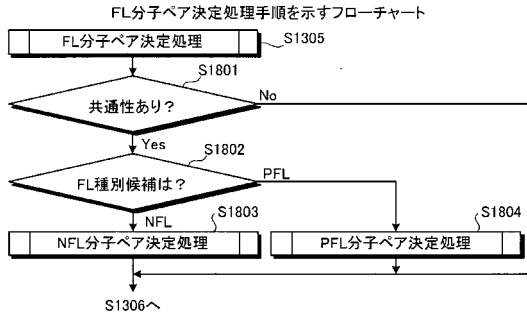 FL分子ペア決定処理手順を示すフローチャート
FL分子ペア決定処理
S1305
S1801
共通性あり？
No
Yes
S1802
FL種別候補は？
PFL
NFL
S1803
S1804
NFL分子ペア決定処理
PFL分子ペア決定処理
S1306へ